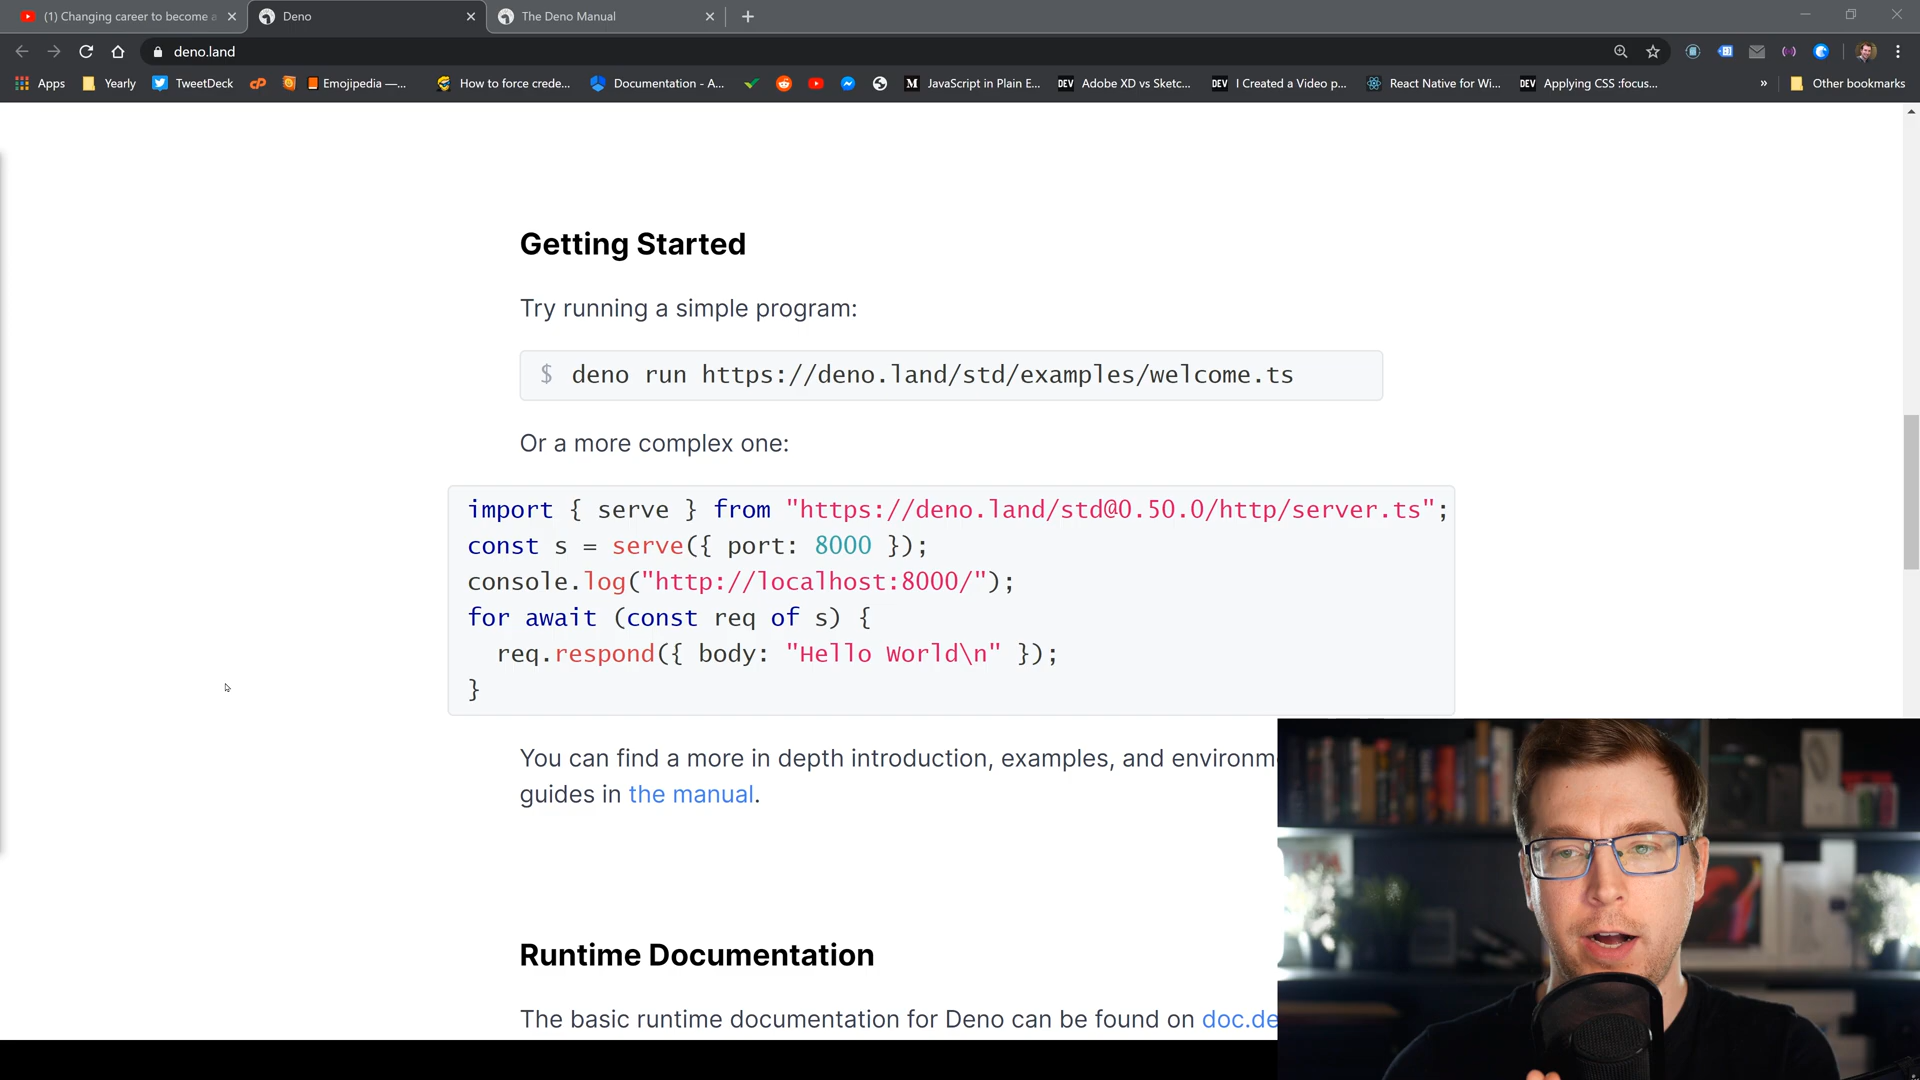 (1) Changing career to become a
Deno
The Deno Manual
deno.land
Apps
Yearly
TweetDeck
Emojipedia —...
How to force crede...
Documentation - A...
M JavaScript in Plain E...
DEV Adobe XD vs Sketc...
DEV I Created a Video p...
React Native for Wi...
DEV Applying CSS :focus...
»
Other bookmarks
Getting Started
Try running a simple program:
$ deno run https://deno.land/std/examples/welcome.ts
Or a more complex one:
import { serve } from "https://deno.land/std@0.50.0/http/server.ts";
const s = serve({ port: 8000 });
console.log("http://localhost:8000/");
for await (const req of s) {
  req.respond({ body: "Hello World\n" });
}
You can find a more in depth introduction, examples, and environm
guides in the manual.
Runtime Documentation
The basic runtime documentation for Deno can be found on doc.de